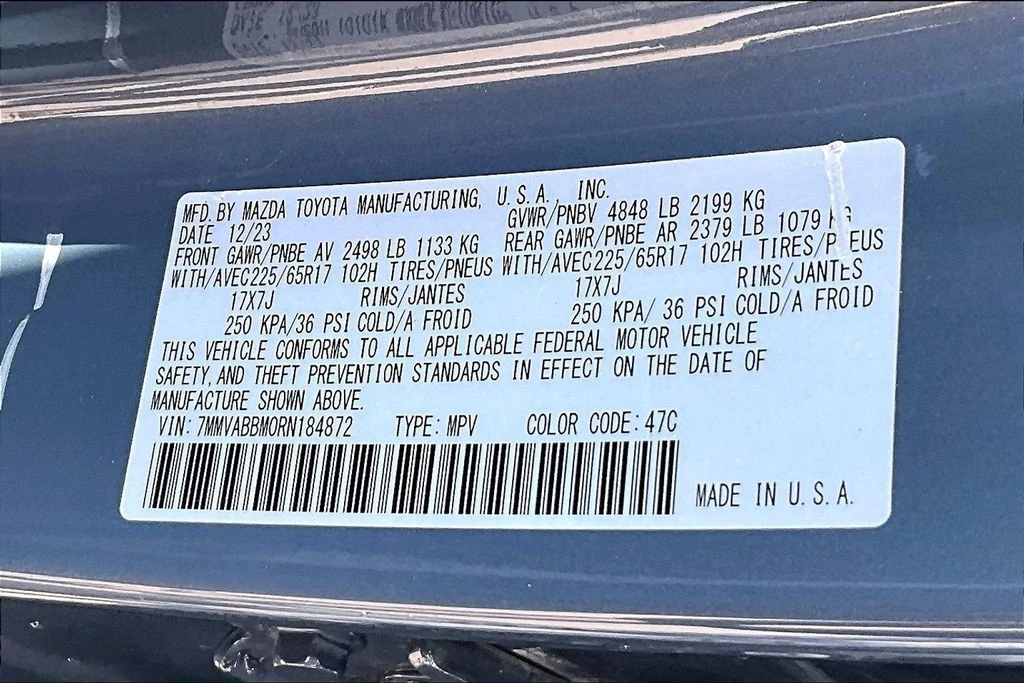 MFD. BY MAZDA TOYOTA MANUFACTURING, U.S.A., INC.
DATE 12/23 GVWR/PNBV 4848 LB 2199 KG
FRONT GAWR/PNBE AV 2498 LB 1133 KG REAR GAWR/PNBE AR 2379 LB 1079 KG
WITH/AVEC225/65R17 102H TIRES/PNEUS WITH/AVEC225/65R17 102H TIRES/PNEUS
17X7J RIMS/JANTES 17X7J RIMS/JANTES
250 KPA/36 PSI COLD/A FROID 250 KPA/ 36 PSI COLD/A FROID
THIS VEHICLE CONFORMS TO ALL APPLICABLE FEDERAL MOTOR VEHICLE
SAFETY, AND THEFT PREVENTION STANDARDS IN EFFECT ON THE DATE OF
MANUFACTURE SHOWN ABOVE.
VIN: 7MMVABBM0RN184872 TYPE: MPV COLOR CODE: 47C
MADE IN U.S.A.